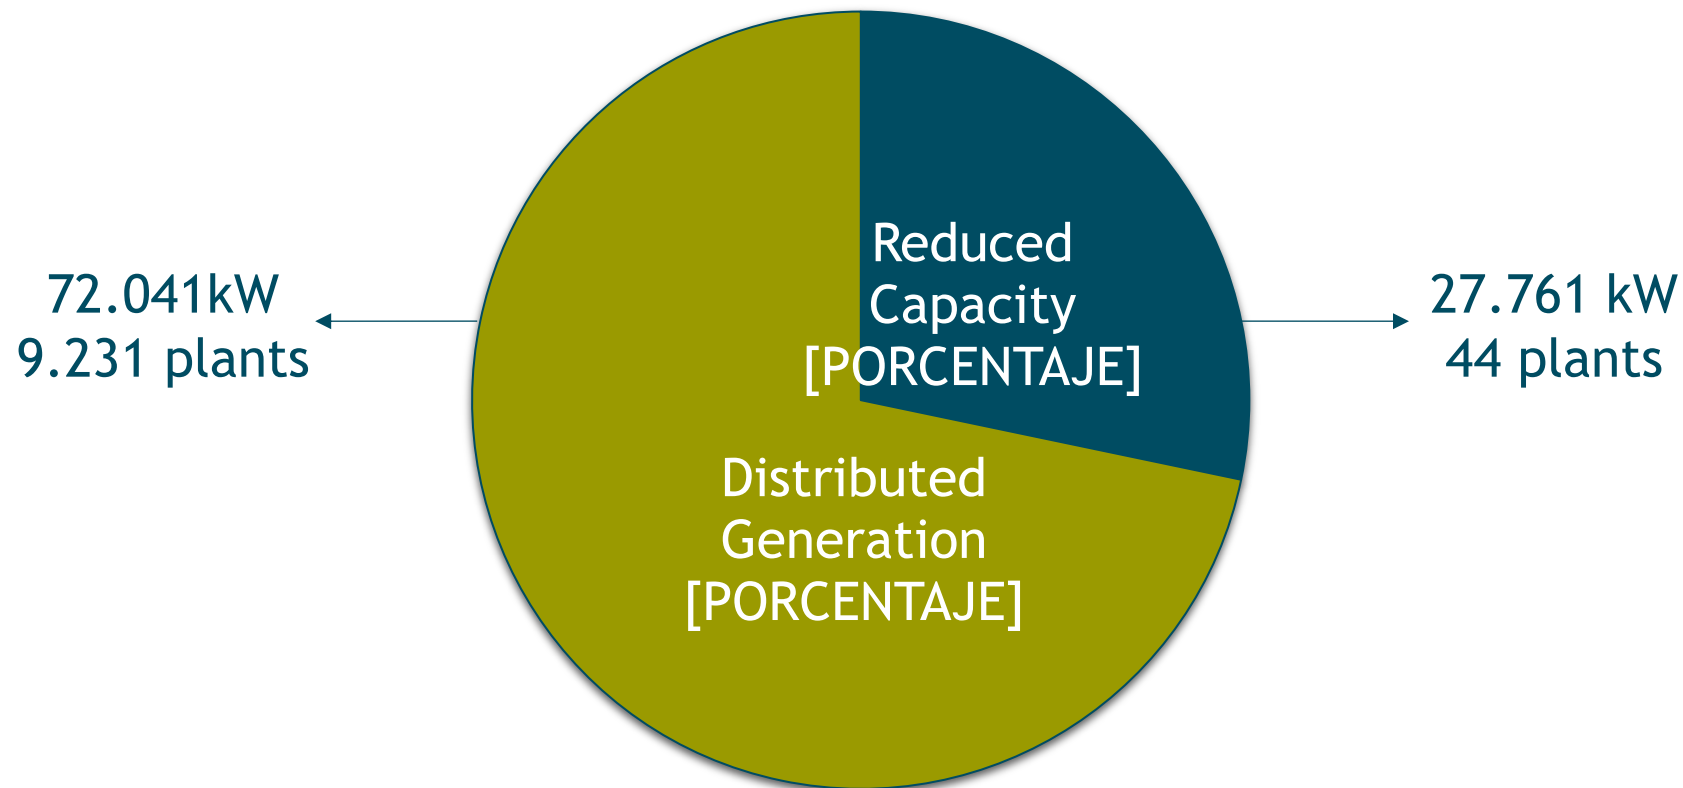 72.041kW
9.231 plants
Reduced
Capacity
[PORCENTAJE]
Distributed
Generation
[PORCENTAJE]
27.761 kW
44 plants